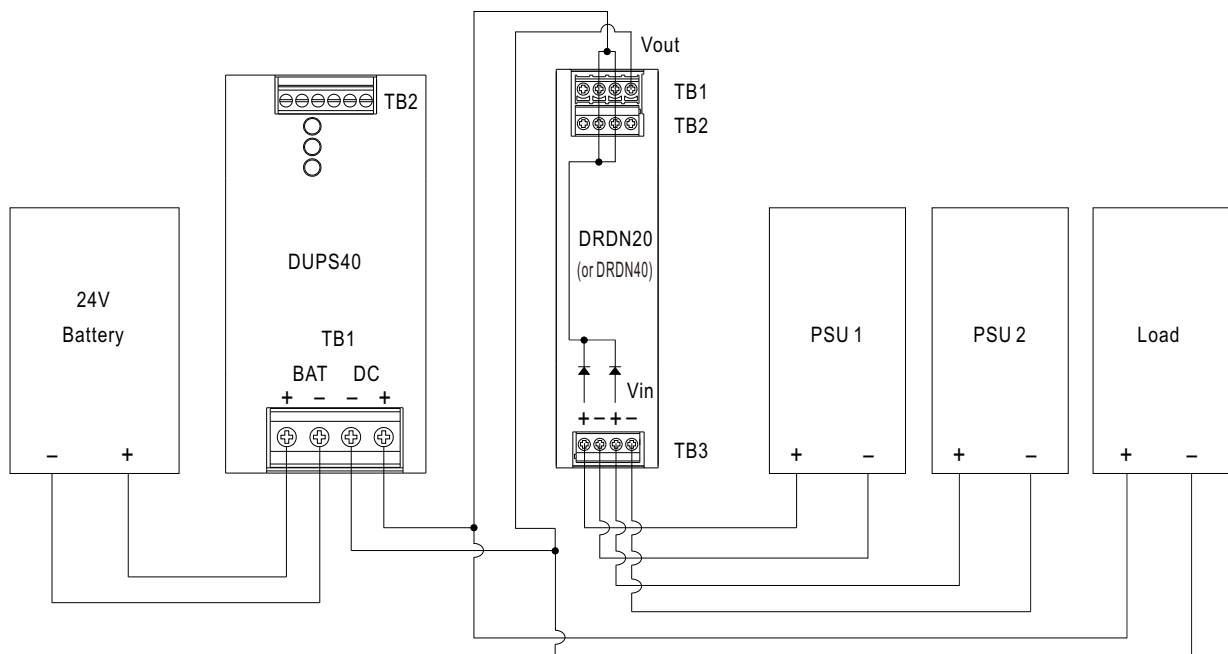 Vout
TB1
TB2
TB2
DUPS40
TB1
BAT DC
+ − − +
24V
Battery
− +
DRDN20
(or DRDN40)
Vin
+ − + −
TB3
PSU 1
+ −
PSU 2
+ −
Load
+ −